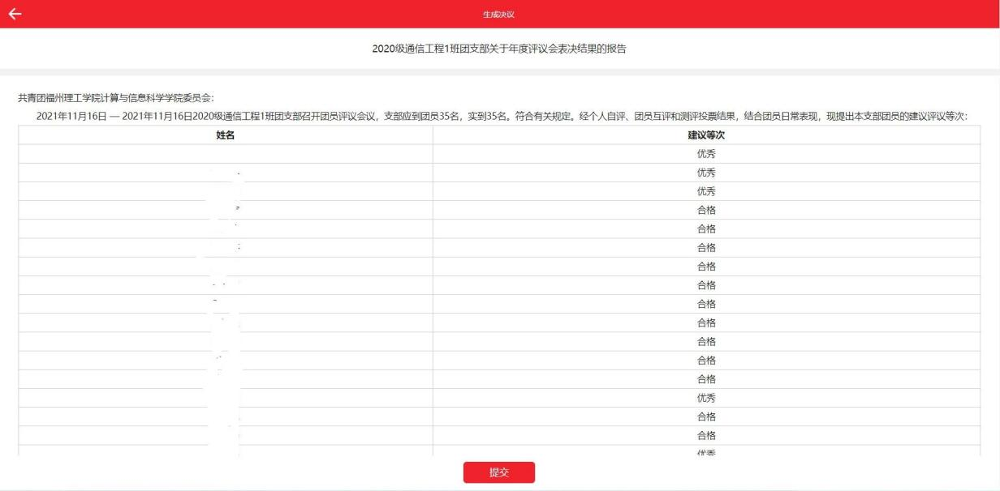 生成决议
2020级通信工程1班团支部关于年度评议会表决结果的报告
共青团福州理工学院计算与信息科学学院委员会：
2021年11月16日 — 2021年11月16日2020级通信工程1班团支部召开团员评议会议，支部应到团员35名，实到35名。符合有关规定。经个人自评、团员互评和测评投票结果，结合团员日常表现，现提出本支部团员的建议评议等次：
姓名 建议等次
优秀
优秀
优秀
合格
合格
合格
合格
合格
合格
合格
合格
合格
合格
优秀
合格
合格
优秀
提交